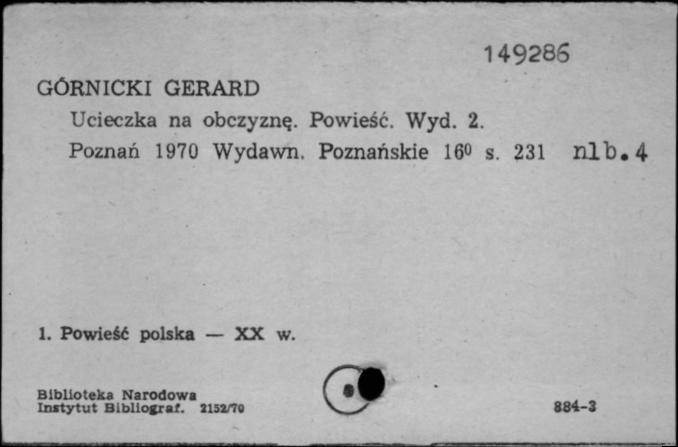 149286
GÓRNICKI GERARD
Ucieczka na obczyznę. Powieść. Wyd. 2.
Poznań 1970 Wydawn. Poznańskie 16⁰ s. 231 nlb.4
1. Powieść polska — XX w.
Biblioteka Narodowa
Instytut Bibliograf. 2152/70
884-3